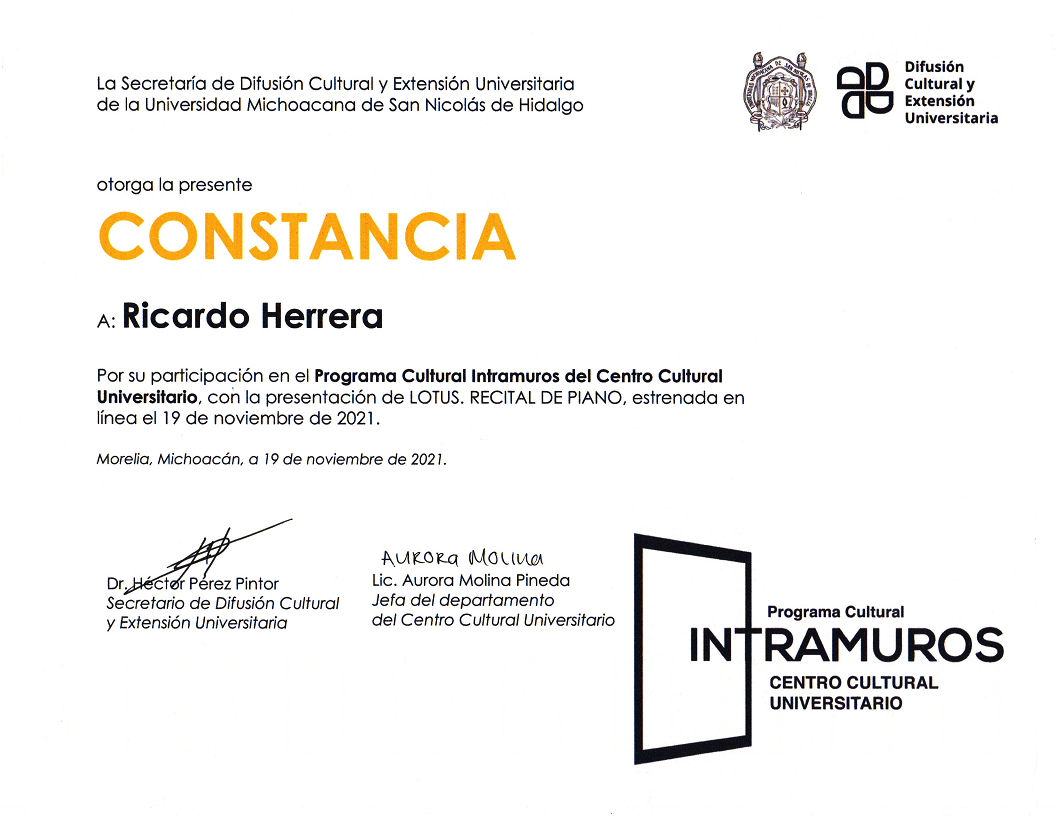 La Secretaría de Difusión Cultural y Extensión Universitaria
de la Universidad Michoacana de San Nicolás de Hidalgo
Difusión
Cultural y
Extensión
Universitaria
otorga la presente
CONSTANCIA
A: Ricardo Herrera
Por su participación en el Programa Cultural Intramuros del Centro Cultural
Universitario, con la presentación de LOTUS. RECITAL DE PIANO, estrenada en
línea el 19 de noviembre de 2021.
Morelia, Michoacán, a 19 de noviembre de 2021.
Dr. Héctor Pérez Pintor
Secretario de Difusión Cultural
y Extensión Universitaria
Aurora Molina
Lic. Aurora Molina Pineda
Jefa del departamento
del Centro Cultural Universitario
Programa Cultural
INTRAMUROS
CENTRO CULTURAL
UNIVERSITARIO